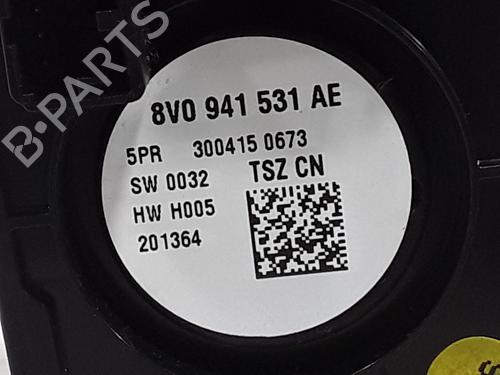 B-PARTS
8V0 941 531 AE
5PR 300415 0673
SW 0032 TSZ CN
HW H005
201364